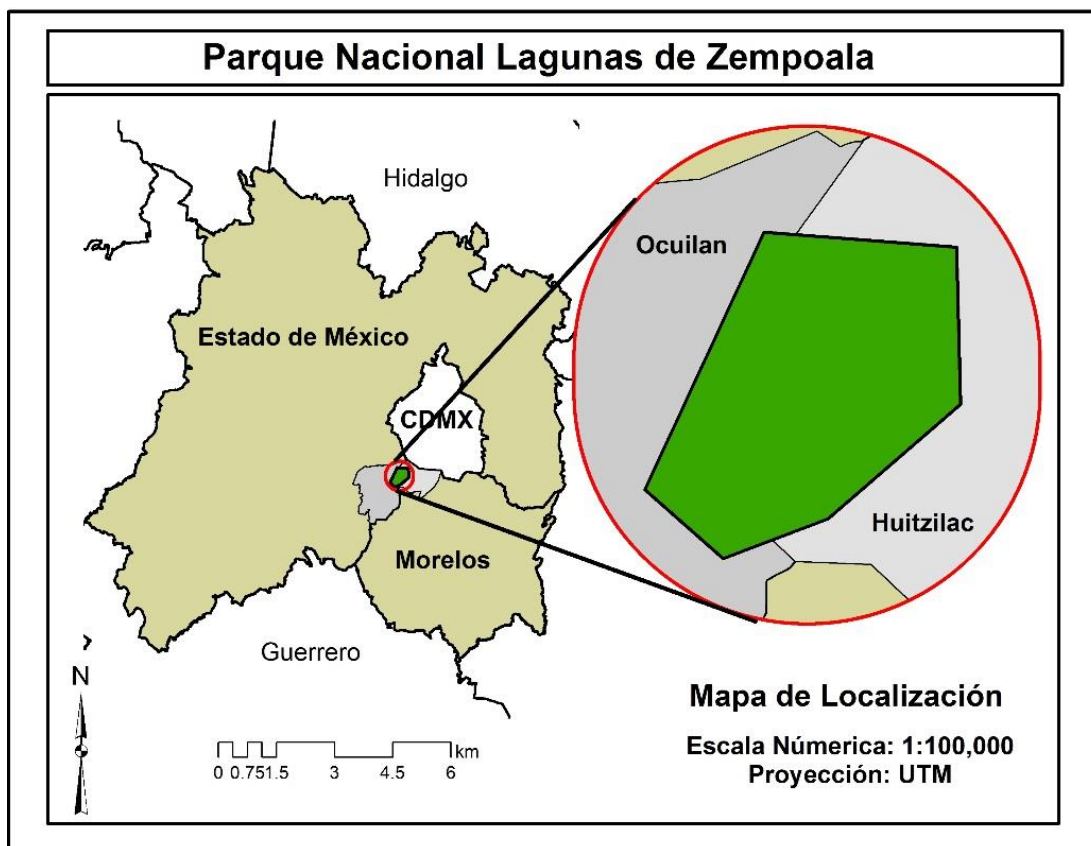 Parque Nacional Lagunas de Zempoala
Hidalgo
Ocuilan
Estado de México
CDMX
Huitzilac
Morelos
Guerrero
N
Mapa de Localización
Escala Númerica: 1:100,000
Proyección: UTM
km
0 0.751.5 3 4.5 6